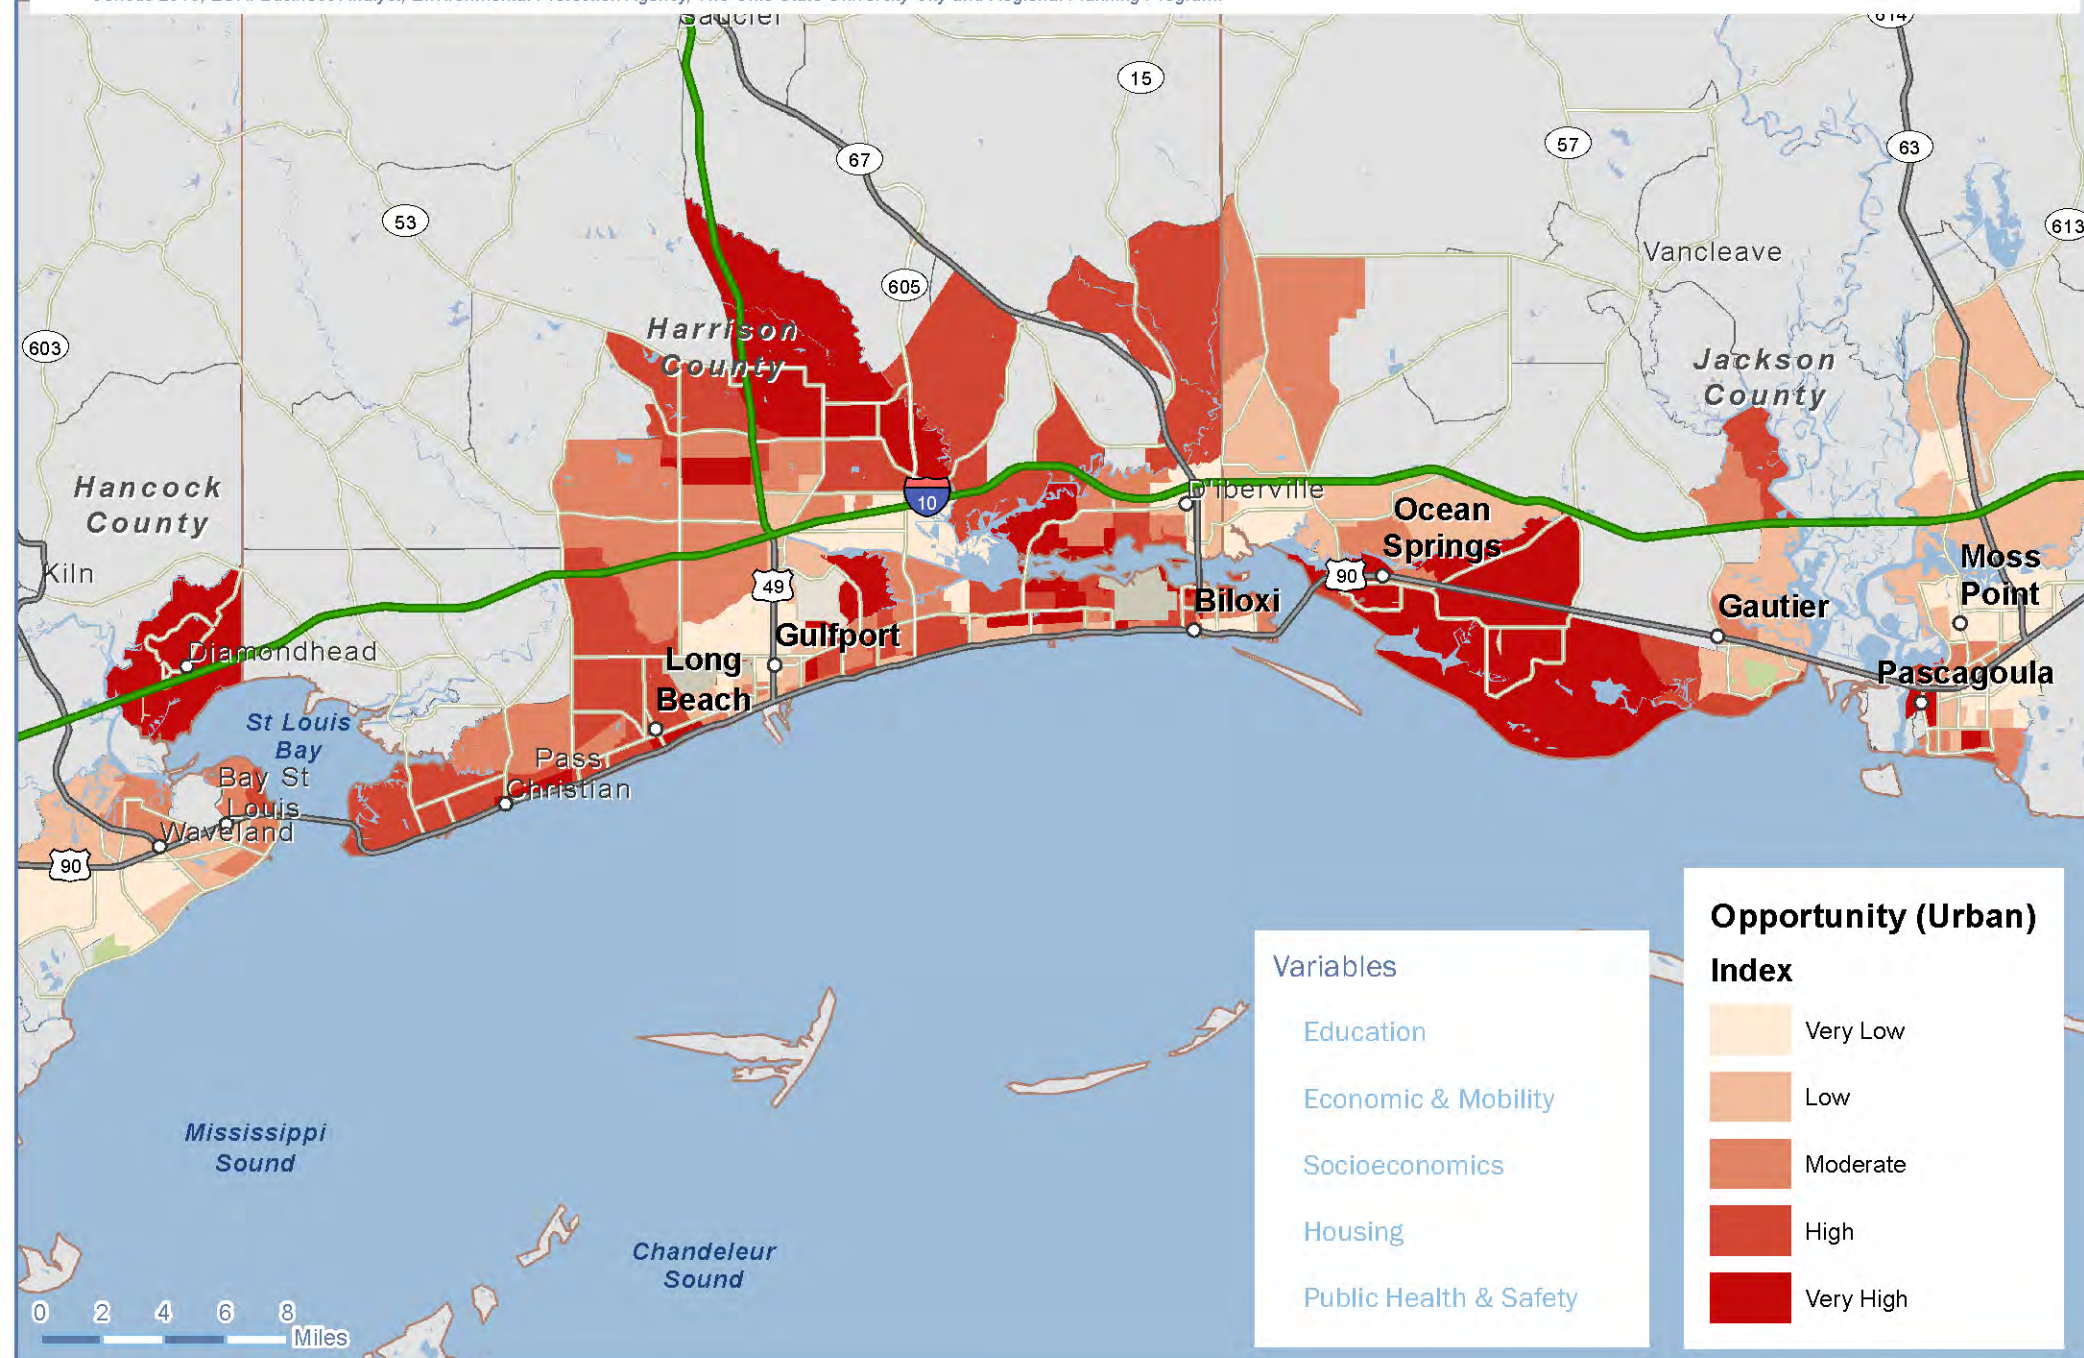 Saucier
614
15
67
57
63
53
613
605
Vancleave
603
Harrison
County
Jackson
County
Hancock
County
10
D'Iberville
Ocean
Springs
Kiln
49
90
Moss
Point
Biloxi
Gautier
Gulfport
Diamondhead
Long
Beach
Pascagoula
St Louis
Bay
Pass
Christian
Bay St
Louis
Waveland
90
Opportunity (Urban)
Index
Very Low
Low
Moderate
High
Very High
Variables
Education
Economic & Mobility
Socioeconomics
Housing
Public Health & Safety
Mississippi
Sound
Chandeleur
Sound
0 2 4 6 8
Miles